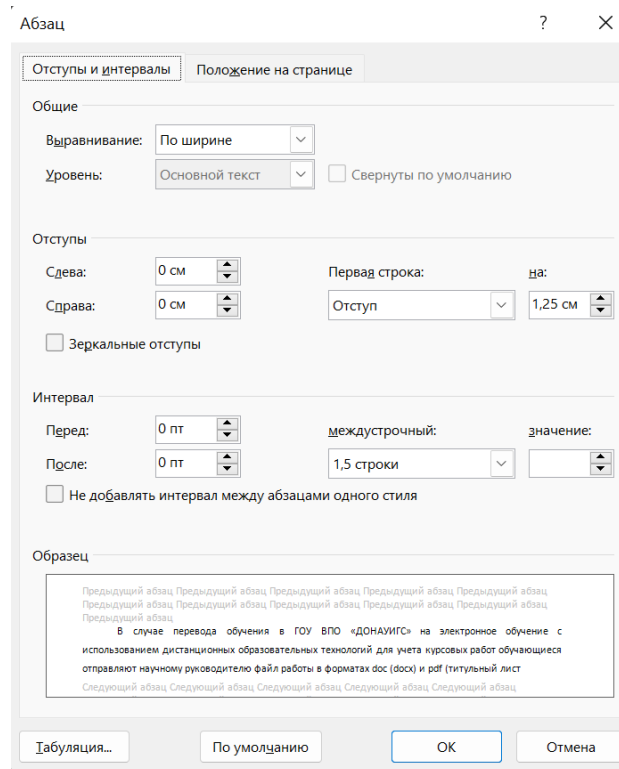 Абзац ?
Отступы и интервалы Положение на странице
Общие
Выравнивание: По ширине
Уровень: Основной текст Свернуты по умолчанию
Отступы
Слева: 0 см Первая строка: на:
Справа: 0 см Отступ 1,25 см
Зеркальные отступы
Интервал
Перед: 0 пт междустрочный: значение:
После: 0 пт 1,5 строки
Не добавлять интервал между абзацами одного стиля
Образец
Предыдущий абзац Предыдущий абзац Предыдущий абзац Предыдущий абзац Предыдущий абзац
Предыдущий абзац Предыдущий абзац Предыдущий абзац Предыдущий абзац Предыдущий абзац
Предыдущий абзац
В случае перевода обучения в ГОУ ВПО «ДОНАУИГС» на электронное обучение с
использованием дистанционных образовательных технологий для учета курсовых работ обучающиеся
отправляют научному руководителю файл работы в форматах doc (docx) и pdf (титульный лист
Следующий абзац Следующий абзац Следующий абзац Следующий абзац Следующий абзац
Табуляция... По умолчанию ОК Отмена